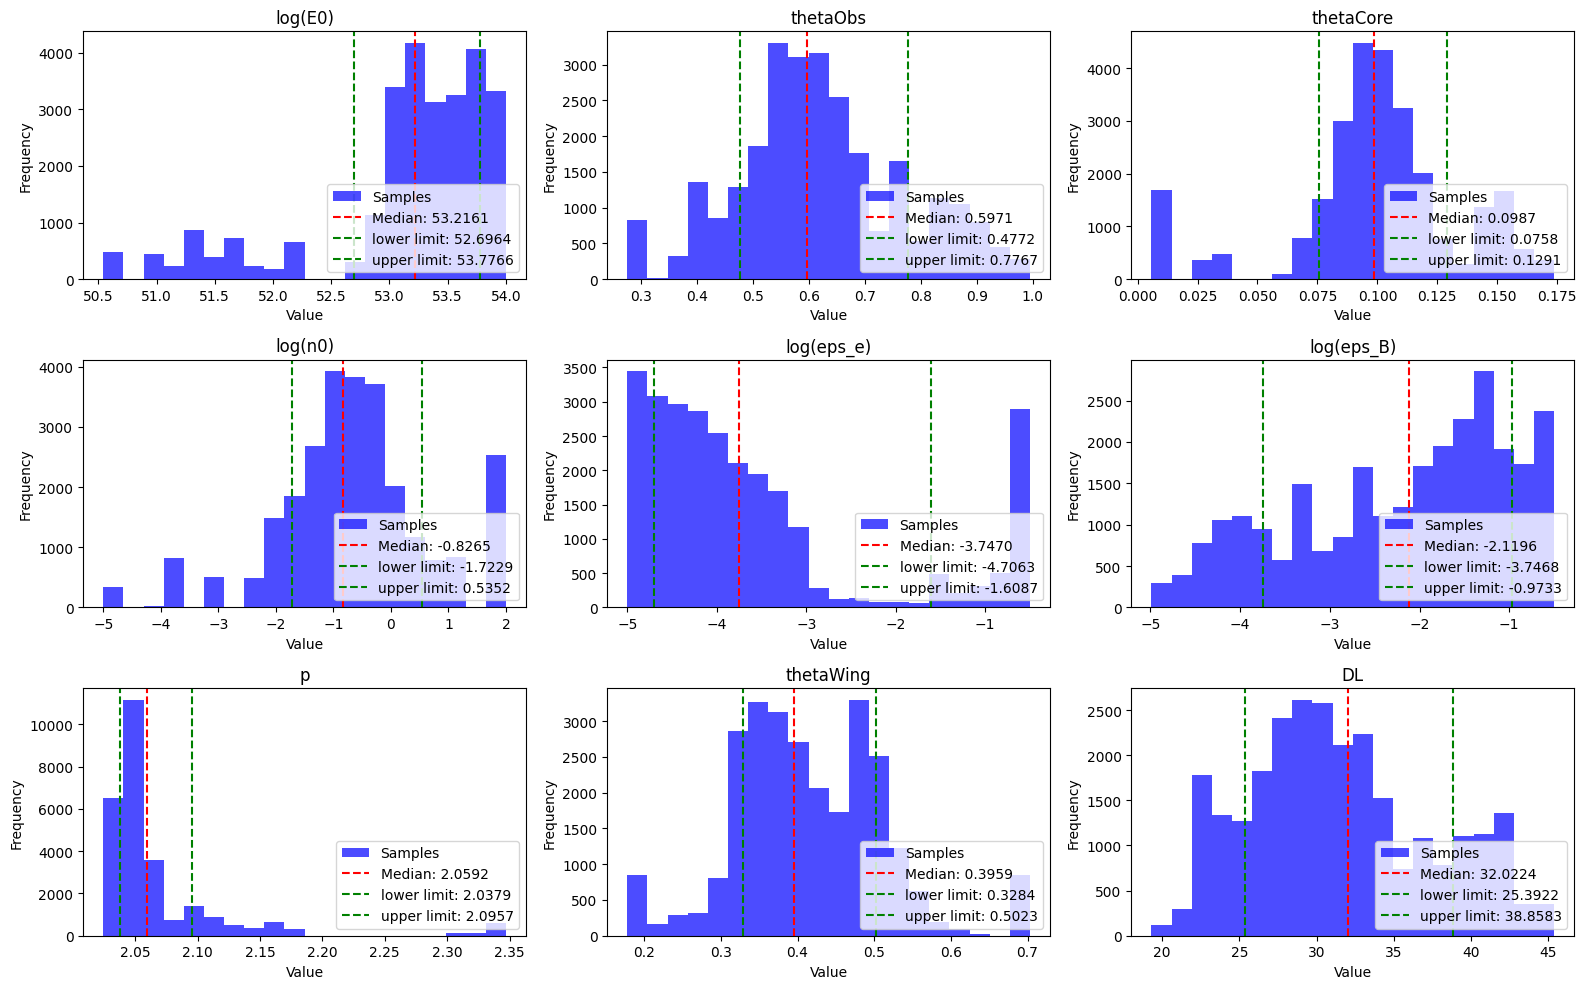 log(E0)
Frequency
4000
3000
2000
1000
0
50.5 51.0 51.5 52.0 52.5 53.0 53.5 54.0
Value
Samples
Median: 53.2161
lower limit: 52.6964
upper limit: 53.7766
thetaObs
Frequency
3000
2500
2000
1500
1000
500
0
0.3 0.4 0.5 0.6 0.7 0.8 0.9 1.0
Value
Samples
Median: 0.5971
lower limit: 0.4772
upper limit: 0.7767
thetaCore
Frequency
4000
3000
2000
1000
0
0.000 0.025 0.050 0.075 0.100 0.125 0.150 0.175
Value
Samples
Median: 0.0987
lower limit: 0.0758
upper limit: 0.1291
log(n0)
Frequency
4000
3000
2000
1000
0
−5 −4 −3 −2 −1 0 1 2
Value
Samples
Median: -0.8265
lower limit: -1.7229
upper limit: 0.5352
log(eps_e)
Frequency
3500
3000
2500
2000
1500
1000
500
0
−5 −4 −3 −2 −1
Value
Samples
Median: -3.7470
lower limit: -4.7063
upper limit: -1.6087
log(eps_B)
Frequency
2500
2000
1500
1000
500
0
−5 −4 −3 −2 −1
Value
Samples
Median: -2.1196
lower limit: -3.7468
upper limit: -0.9733
p
Frequency
10000
8000
6000
4000
2000
0
2.05 2.10 2.15 2.20 2.25 2.30 2.35
Value
Samples
Median: 2.0592
lower limit: 2.0379
upper limit: 2.0957
thetaWing
Frequency
3000
2500
2000
1500
1000
500
0
0.2 0.3 0.4 0.5 0.6 0.7
Value
Samples
Median: 0.3959
lower limit: 0.3284
upper limit: 0.5023
DL
Frequency
2500
2000
1500
1000
500
0
20 25 30 35 40 45
Value
Samples
Median: 32.0224
lower limit: 25.3922
upper limit: 38.8583